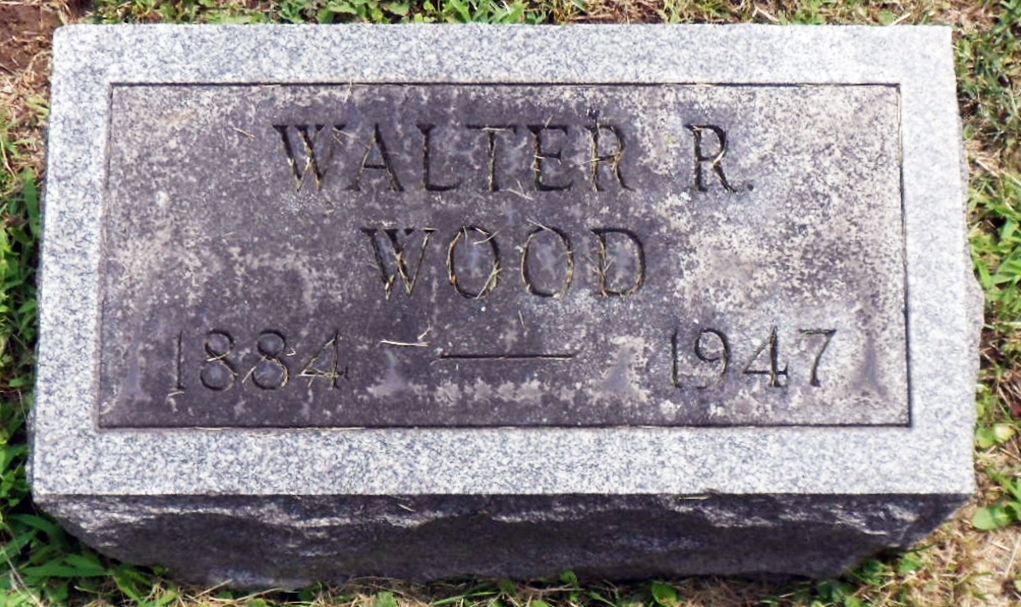 WALTER R.
WOOD
1884 — 1947